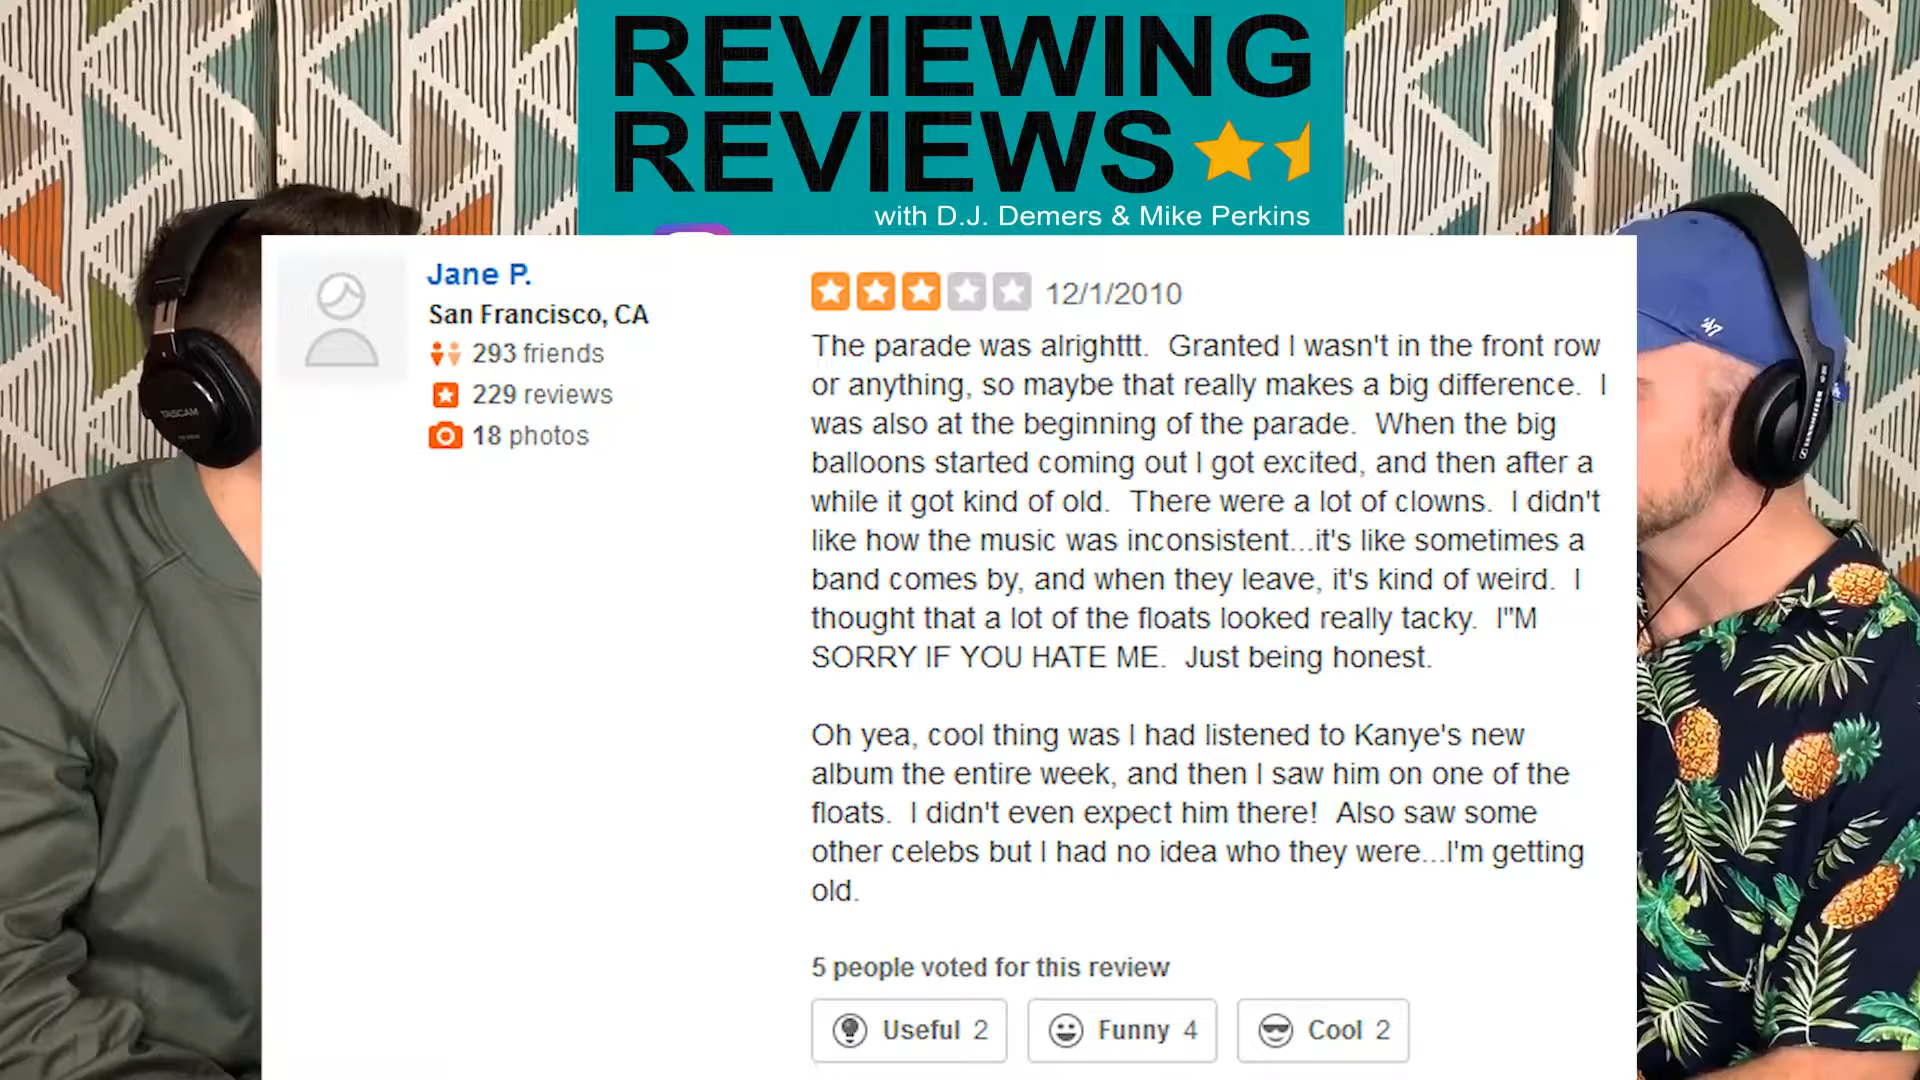 REVIEWING
REVIEWS
with D.J. Demers & Mike Perkins
Jane P.
San Francisco, CA
293 friends
229 reviews
18 photos
12/1/2010
The parade was alrighttt. Granted I wasn't in the front row
or anything, so maybe that really makes a big difference. I
was also at the beginning of the parade. When the big
balloons started coming out I got excited, and then after a
while it got kind of old. There were a lot of clowns. I didn't
like how the music was inconsistent...it's like sometimes a
band comes by, and when they leave, it's kind of weird. I
thought that a lot of the floats looked really tacky. I"M
SORRY IF YOU HATE ME. Just being honest.
Oh yea, cool thing was I had listened to Kanye's new
album the entire week, and then I saw him on one of the
floats. I didn't even expect him there! Also saw some
other celebs but I had no idea who they were...I'm getting
old.
5 people voted for this review
Useful 2
Funny 4
Cool 2
TASCAM
'47
SENNHEISER